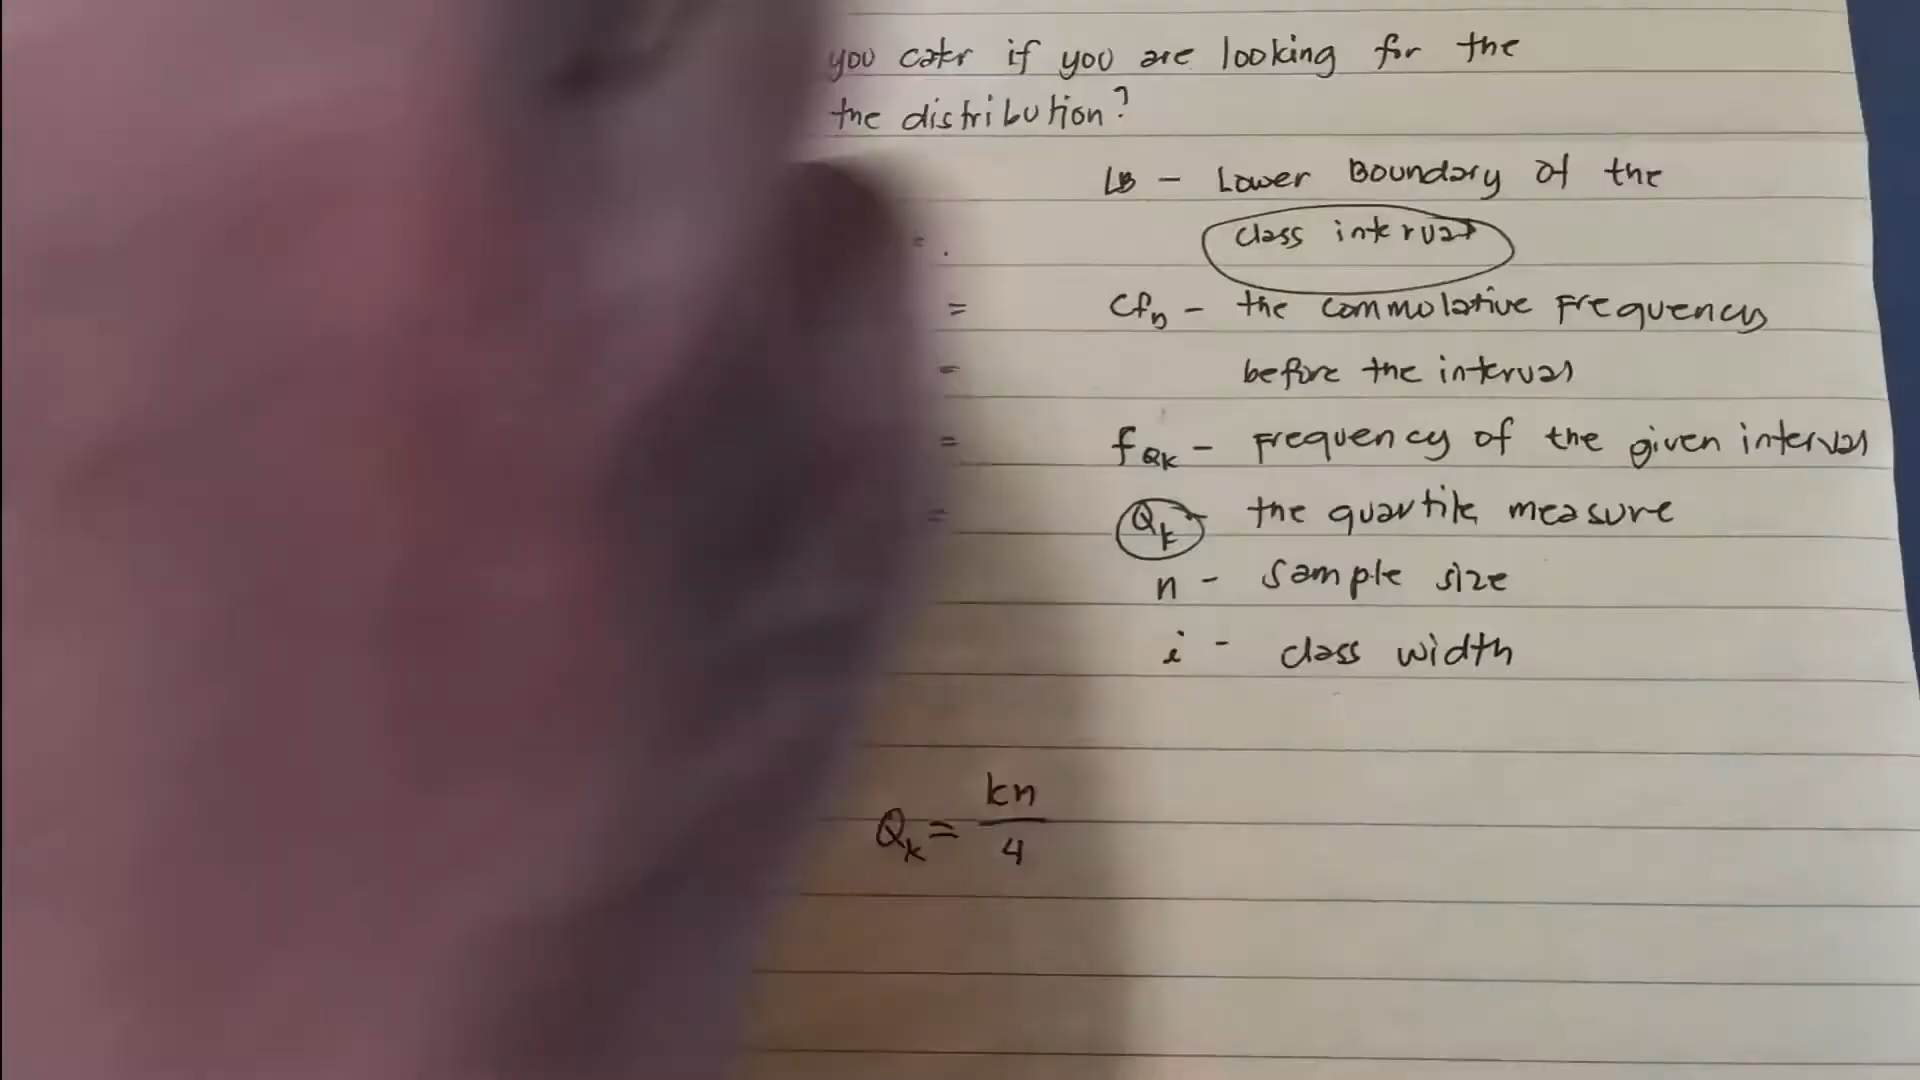 you catr if you are looking for the
the distribution?
LB - Lower Boundary of the
class interval
=
Cfb - the commolative Frequency
=
before the interval
=
fQk - Frequency of the given interval
=
Qk - the quartile measure
n - sample size
i - class width
Qk = kn
4